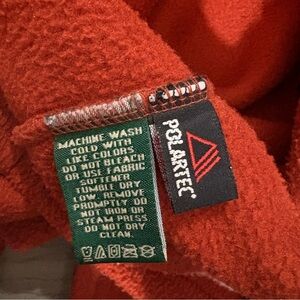 MACHINE WASH
COLD WITH
LIKE COLORS
DO NOT BLEACH
OR USE FABRIC
SOFTENER
TUMBLE DRY
LOW. REMOVE
PROMPTLY DO
NOT IRON OR
STEAM PRESS
DO NOT DRY
CLEAN.
POLARTEC